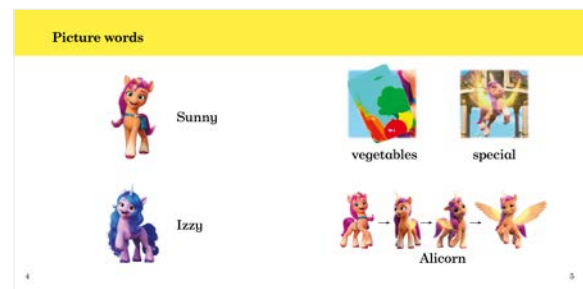 Picture words
Sunny
Izzy
4
vegetables
special
Alicorn
5